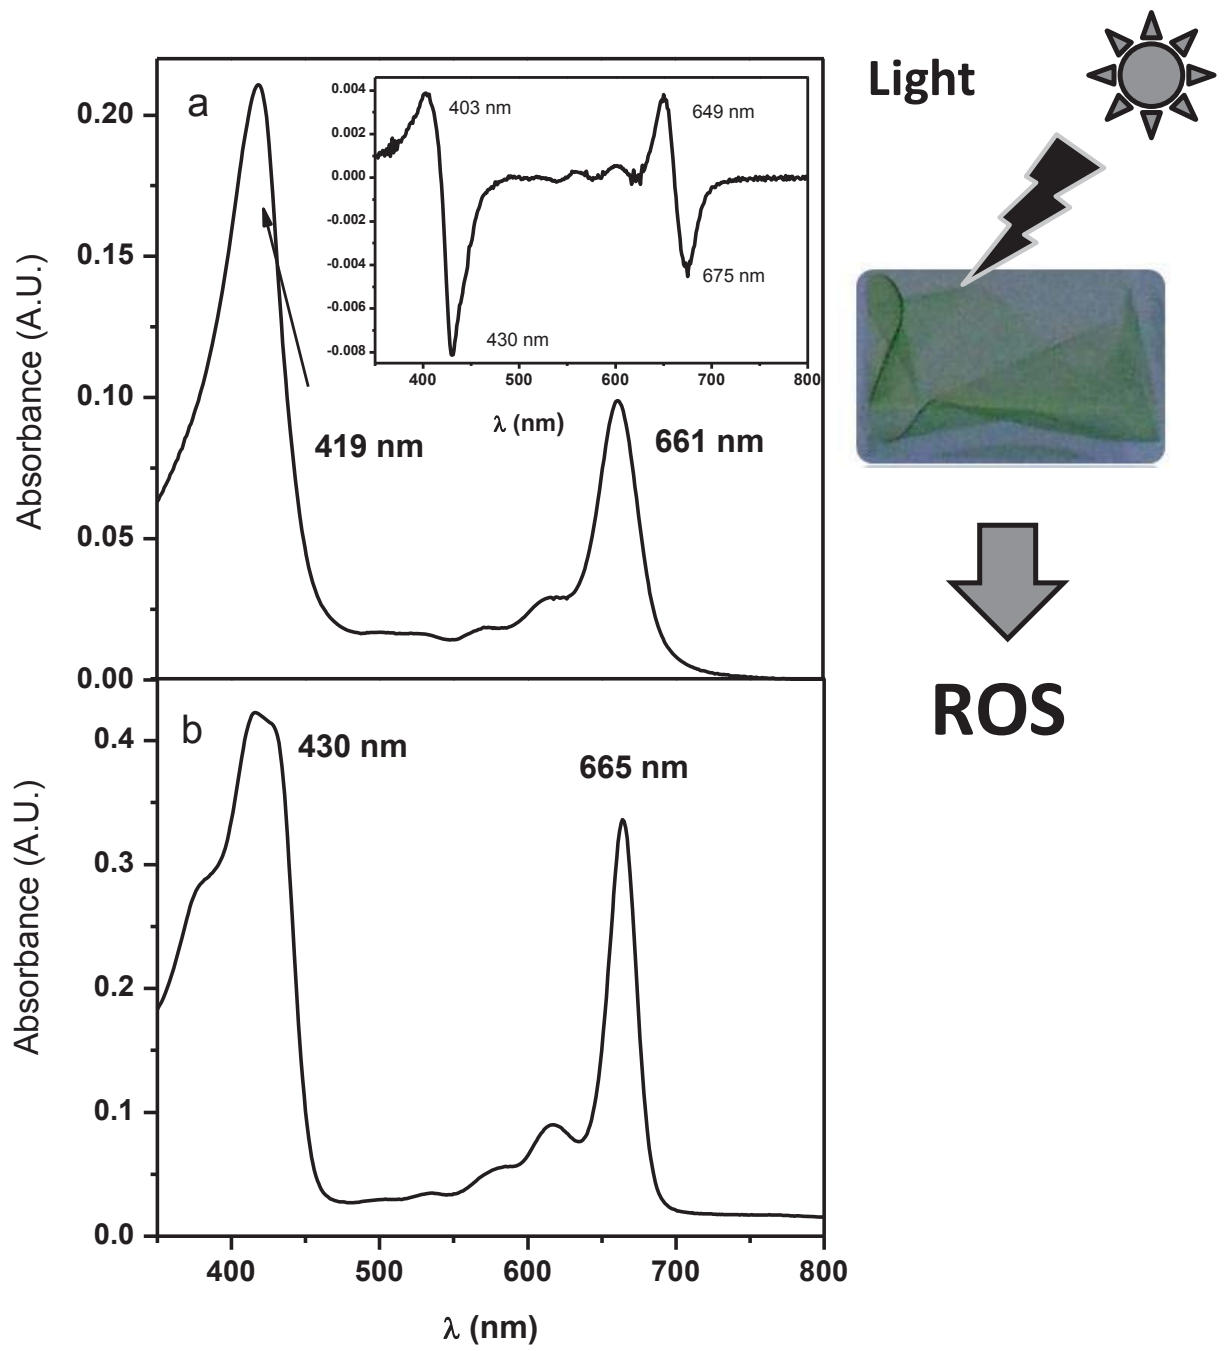 a
Absorbance (A.U.)
0.20
0.15
0.10
0.05
0.00
419 nm
661 nm
0.004
0.002
0.000
-0.002
-0.004
-0.006
-0.008
403 nm
649 nm
430 nm
675 nm
400 500 600 700 800
λ (nm)
Light
ROS
b
Absorbance (A.U.)
0.4
0.3
0.2
0.1
0.0
430 nm
665 nm
400 500 600 700 800
λ (nm)